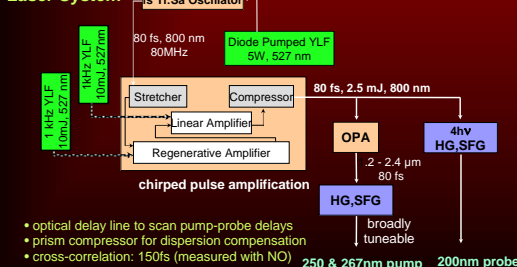 Laser System
fs Ti:Sa Oscillator
80 fs, 800 nm
80MHz
Diode Pumped YLF
5W, 527 nm
1kHz YLF
10mJ, 527 nm
1 kHz YLF
10mJ, 527 nm
Stretcher
Compressor
Linear Amplifier
Regenerative Amplifier
chirped pulse amplification
80 fs, 2.5 mJ, 800 nm
OPA
4hν
HG,SFG
.2 - 2.4 μm
80 fs
HG,SFG
broadly
tuneable
• optical delay line to scan pump-probe delays
• prism compressor for dispersion compensation
• cross-correlation: 150fs (measured with NO)
250 & 267nm pump
200nm probe